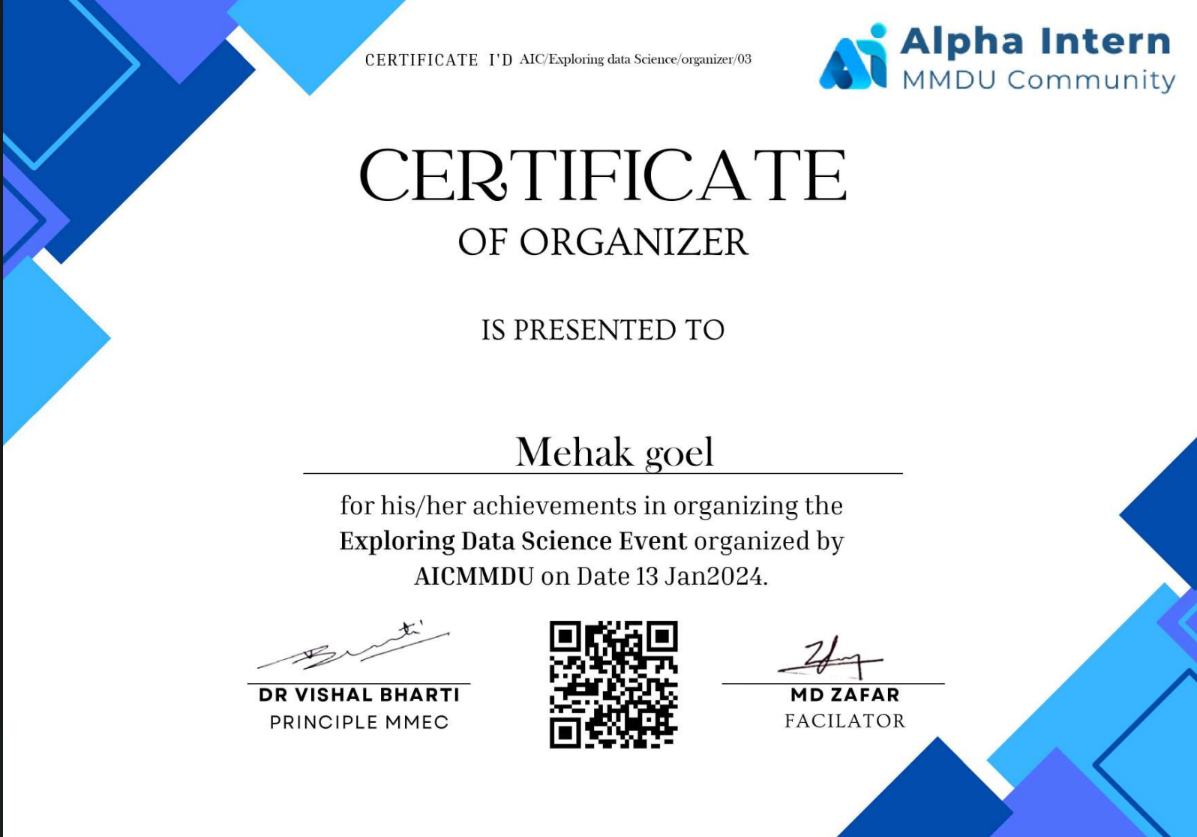 CERTIFICATE I'D AIC/Exploring data Science/organizer/03
Alpha Intern
MMDU Community
CERTIFICATE
OF ORGANIZER
IS PRESENTED TO
Mehak goel
for his/her achievements in organizing the
Exploring Data Science Event organized by
AICMMDU on Date 13 Jan2024.
DR VISHAL BHARTI
PRINCIPLE MMEC
MD ZAFAR
FACILATOR